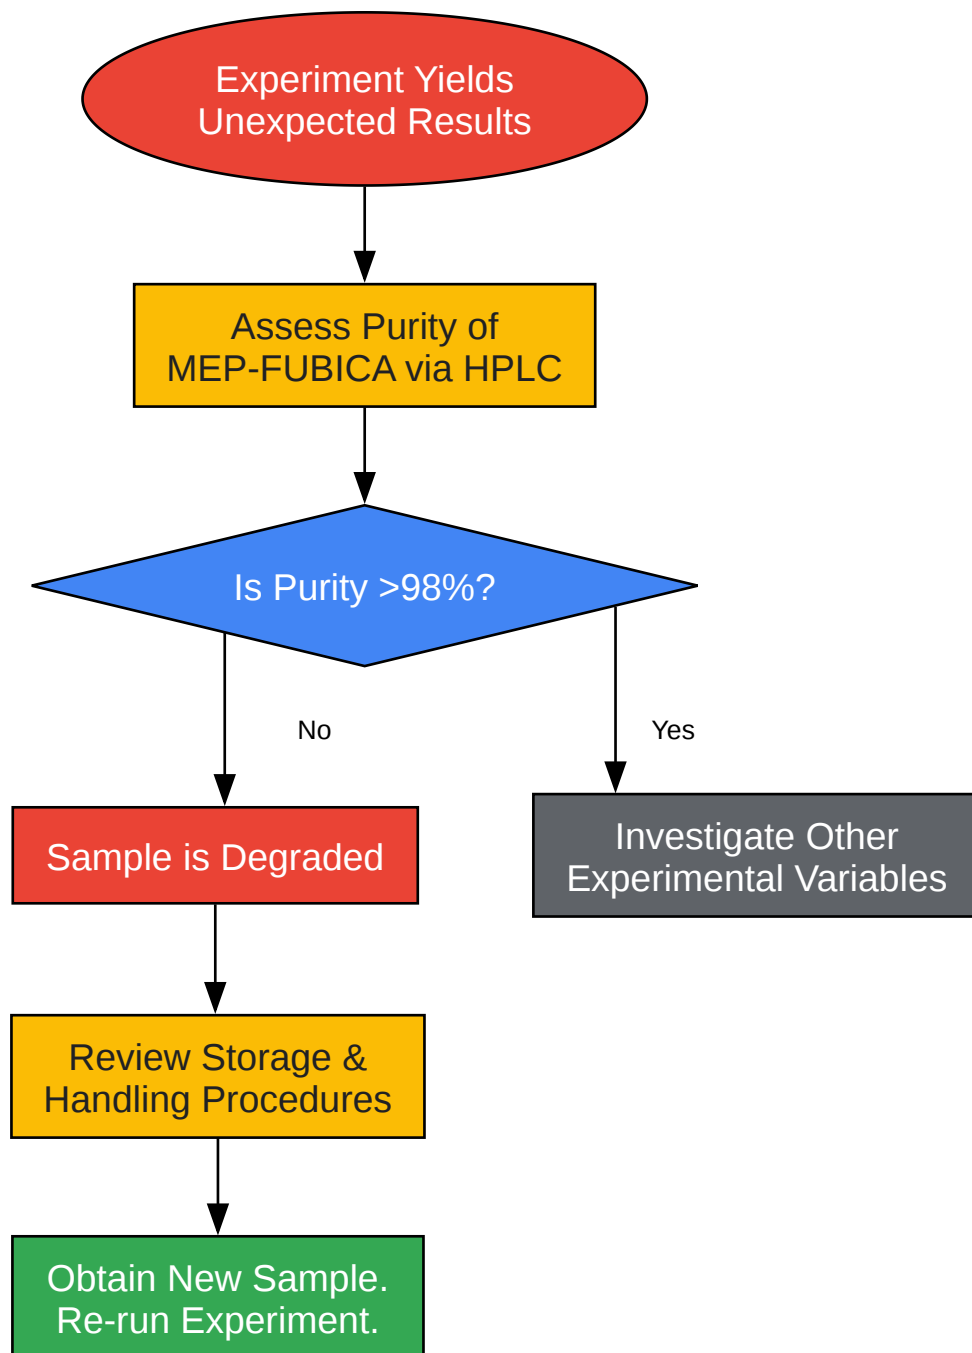 Experiment Yields
Unexpected Results
Assess Purity of
MEP-FUBICA via HPLC
Is Purity >98%?
No
Yes
Sample is Degraded
Investigate Other
Experimental Variables
Review Storage &
Handling Procedures
Obtain New Sample.
Re-run Experiment.